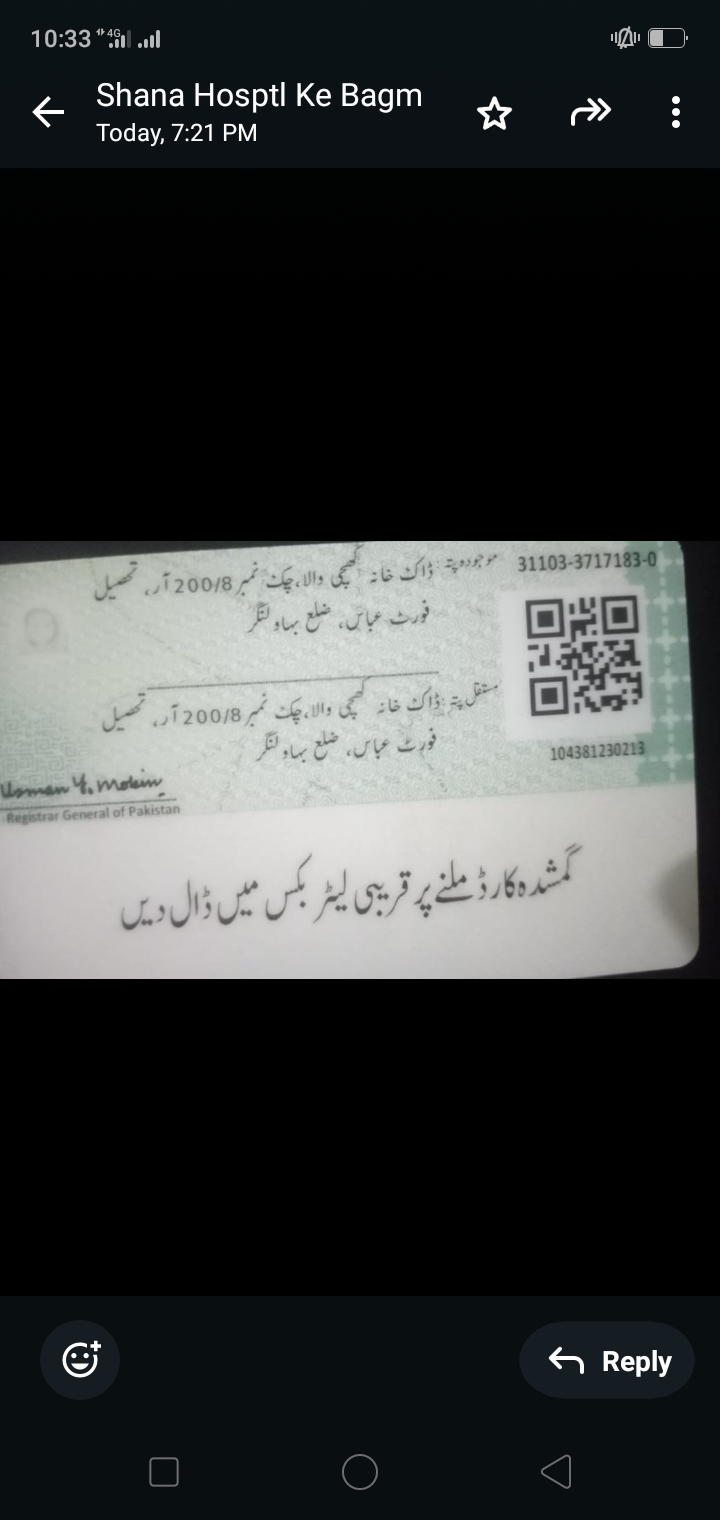 10:33
4G
Shana Hosptl Ke Bagm
Today, 7:21 PM
31103-3717183-0
موجودہ پتہ: ڈاک خانہ کھچی والا، چک نمبر 200/8 آر، تحصیل
فورٹ عباس، ضلع بہاولنگر
مستقل پتہ: ڈاک خانہ کھچی والا، چک نمبر 200/8 آر، تحصیل
فورٹ عباس، ضلع بہاولنگر
104381230213
Usman Y. Mobin
Registrar General of Pakistan
گمشدہ کارڈ ملنے پر قریبی لیٹر بکس میں ڈال دیں
Reply